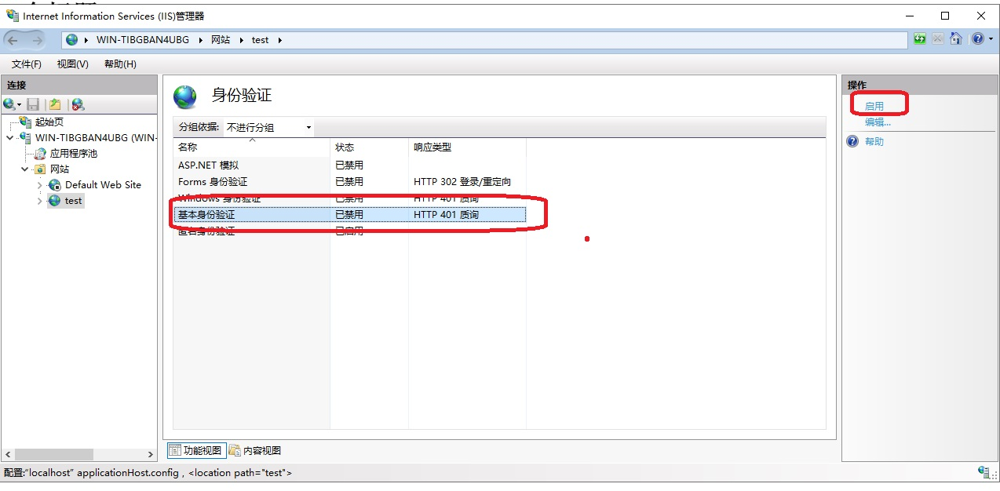 Internet Information Services (IIS)管理器
WIN-TIBGBAN4UBG 网站 test
文件(F) 视图(V) 帮助(H)
连接
起始页
WIN-TIBGBAN4UBG (WIN-
应用程序池
网站
Default Web Site
test
身份验证
分组依据: 不进行分组
名称 状态 响应类型
ASP.NET 模拟 已禁用
Forms 身份验证 已禁用 HTTP 302 登录/重定向
Windows 身份验证 已禁用 HTTP 401 质询
基本身份验证 已禁用 HTTP 401 质询
匿名身份验证 已启用
功能视图 内容视图
操作
启用
编辑...
帮助
配置:"localhost" applicationHost.config , <location path="test">